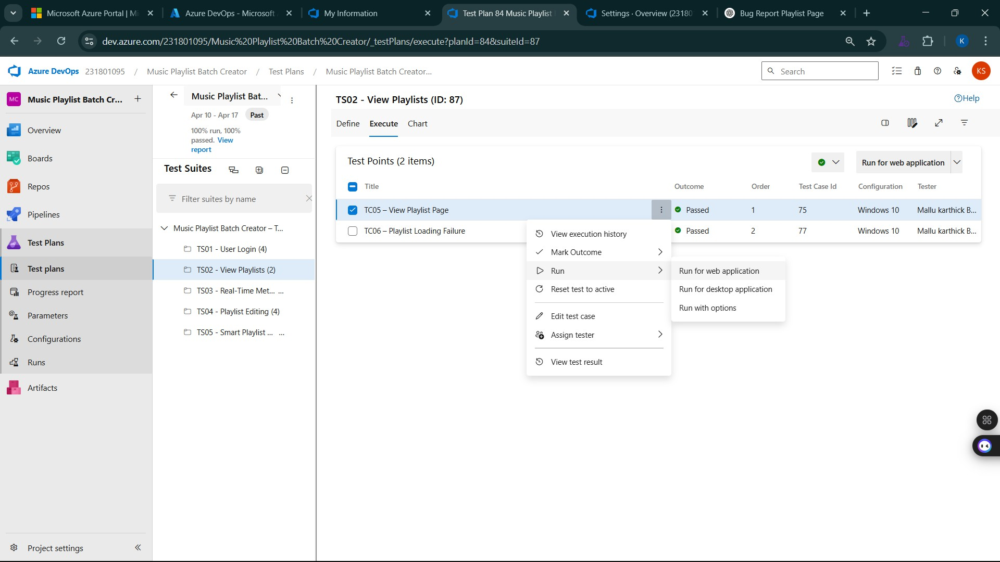 Microsoft Azure Portal | Mi
Azure DevOps - Microsoft
My Information
Test Plan 84 Music Playlist
Settings · Overview (23180
Bug Report Playlist Page
dev.azure.com/231801095/Music%20Playlist%20Batch%20Creator/_testPlans/execute?planId=84&suiteId=87
K
Azure DevOps 231801095 / Music Playlist Batch Creator / Test Plans / Music Playlist Batch Creator...
Search
KS
MC Music Playlist Batch Cr...
Overview
Boards
Repos
Pipelines
Test Plans
Test plans
Progress report
Parameters
Configurations
Runs
Artifacts
Project settings
Music Playlist Bat...
Apr 10 - Apr 17 Past
100% run, 100%
passed. View
report
Test Suites
Filter suites by name
Music Playlist Batch Creator – T...
TS01 - User Login (4)
TS02 - View Playlists (2)
TS03 - Real-Time Met... ...
TS04 - Playlist Editing (4)
TS05 - Smart Playlist ... ...
TS02 - View Playlists (ID: 87)
Help
Define Execute Chart
Test Points (2 items)
Run for web application
Title Outcome Order Test Case Id Configuration Tester
TC05 – View Playlist Page Passed 1 75 Windows 10 Mallu karthick B...
TC06 – Playlist Loading Failure Passed 2 77 Windows 10 Mallu karthick B...
View execution history
Mark Outcome
Run
Reset test to active
Edit test case
Assign tester
View test result
Run for web application
Run for desktop application
Run with options